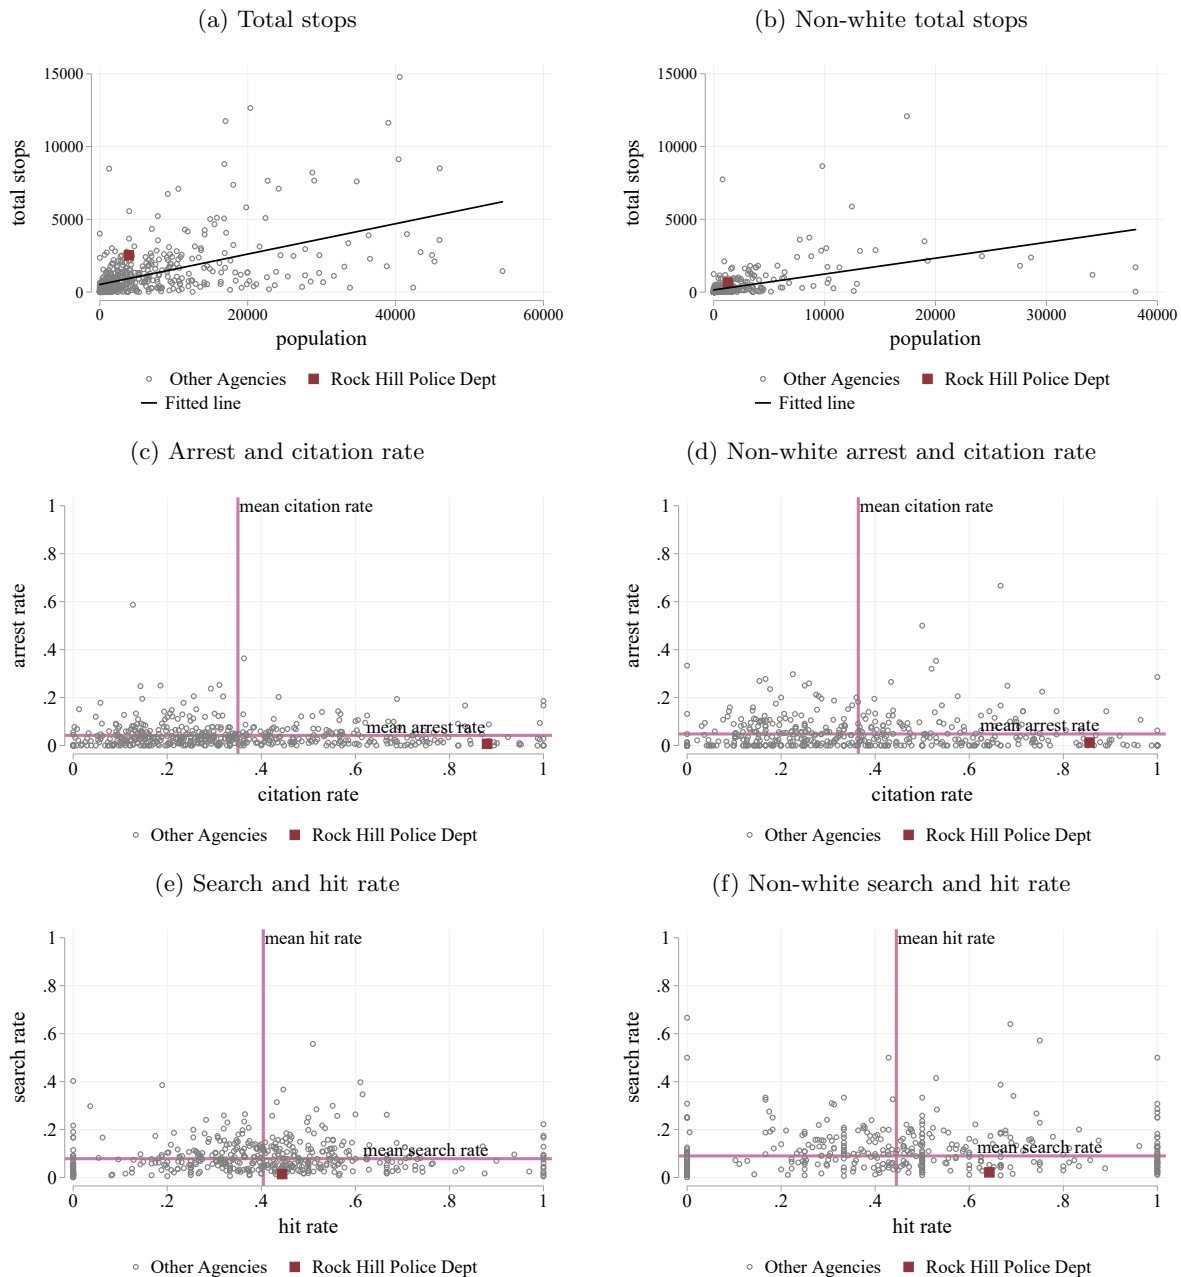 (a) Total stops
15000
10000
5000
0
total stops
0 20000 40000 60000
population
Other Agencies Rock Hill Police Dept
Fitted line
(b) Non-white total stops
15000
10000
5000
0
total stops
0 10000 20000 30000 40000
population
Other Agencies Rock Hill Police Dept
Fitted line
(c) Arrest and citation rate
mean citation rate
1
.8
.6
.4
.2
0
arrest rate
mean arrest rate
0 .2 .4 .6 .8 1
citation rate
Other Agencies Rock Hill Police Dept
(d) Non-white arrest and citation rate
mean citation rate
1
.8
.6
.4
.2
0
arrest rate
mean arrest rate
0 .2 .4 .6 .8 1
citation rate
Other Agencies Rock Hill Police Dept
(e) Search and hit rate
mean hit rate
1
.8
.6
.4
.2
0
search rate
mean search rate
0 .2 .4 .6 .8 1
hit rate
Other Agencies Rock Hill Police Dept
(f) Non-white search and hit rate
mean hit rate
1
.8
.6
.4
.2
0
search rate
mean search rate
0 .2 .4 .6 .8 1
hit rate
Other Agencies Rock Hill Police Dept